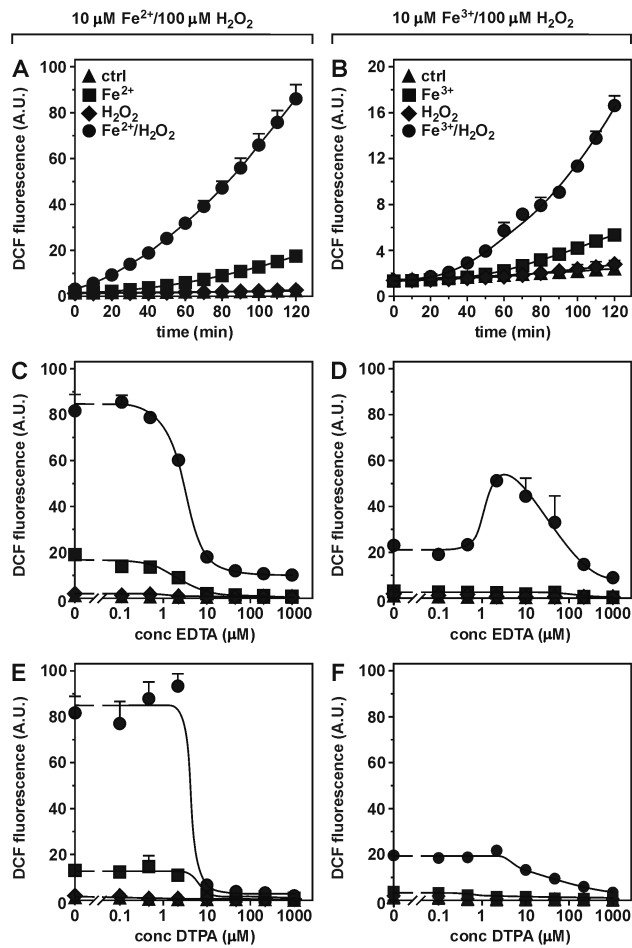 10 µM Fe²⁺/100 µM H₂O₂
10 µM Fe³⁺/100 µM H₂O₂
A
DCF fluorescence (A.U.)
100
80
60
40
20
0
ctrl
Fe²⁺
H₂O₂
Fe²⁺/H₂O₂
0 20 40 60 80 100 120
time (min)
B
DCF fluorescence (A.U.)
20
16
12
8
4
0
ctrl
Fe³⁺
H₂O₂
Fe³⁺/H₂O₂
0 20 40 60 80 100 120
time (min)
C
DCF fluorescence (A.U.)
100
80
60
40
20
0
0 0.1 1 10 100 1000
conc EDTA (µM)
D
DCF fluorescence (A.U.)
100
80
60
40
20
0
0 0.1 1 10 100 1000
conc EDTA (µM)
E
DCF fluorescence (A.U.)
100
80
60
40
20
0
0 0.1 1 10 100 1000
conc DTPA (µM)
F
DCF fluorescence (A.U.)
100
80
60
40
20
0
0 0.1 1 10 100 1000
conc DTPA (µM)